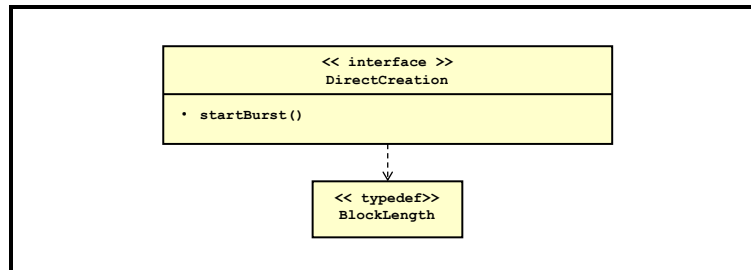 << interface >>
DirectCreation
• startBurst()
<< typedef>>
BlockLength